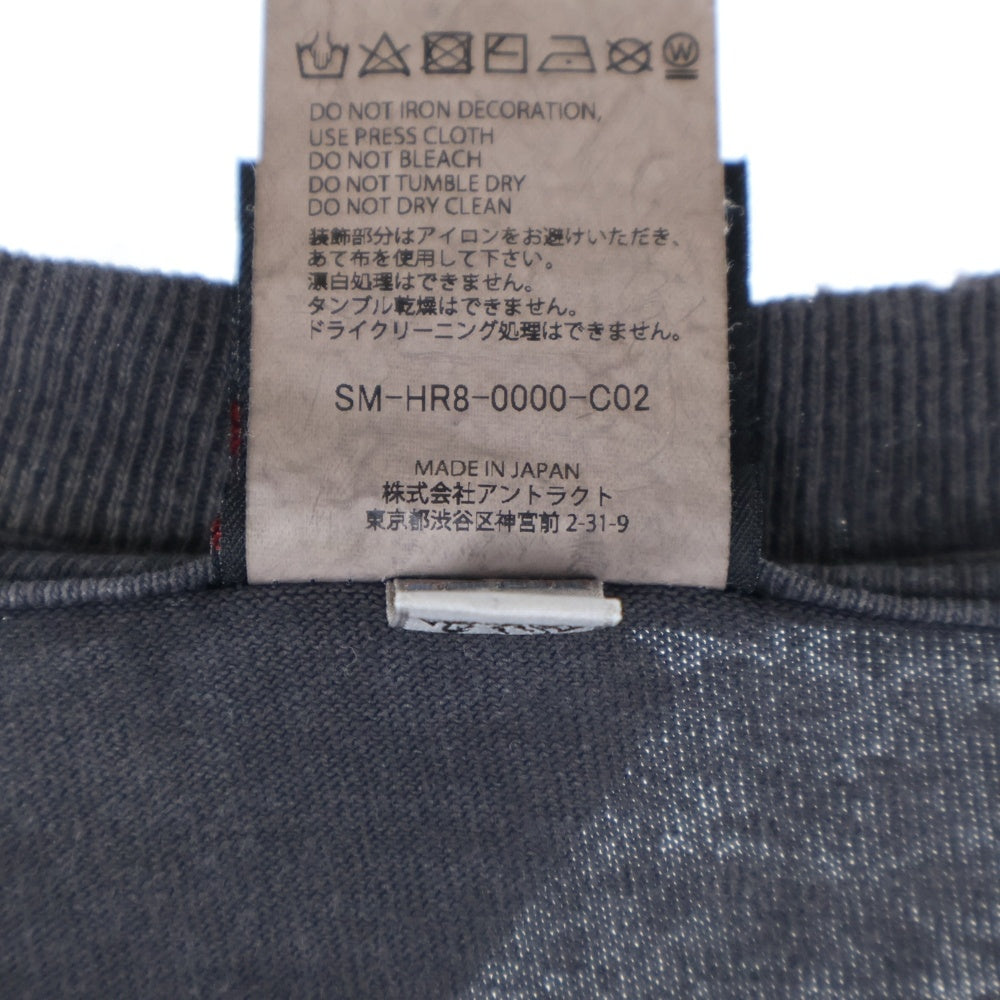 W
DO NOT IRON DECORATION,
USE PRESS CLOTH
DO NOT BLEACH
DO NOT TUMBLE DRY
DO NOT DRY CLEAN
装飾部分はアイロンをお避けいただき、
あて布を使用して下さい。
漂白処理はできません。
タンブル乾燥はできません。
ドライクリーニング処理はできません。
SM-HR8-0000-C02
MADE IN JAPAN
株式会社アントラクト
東京都渋谷区神宮前 2-31-9